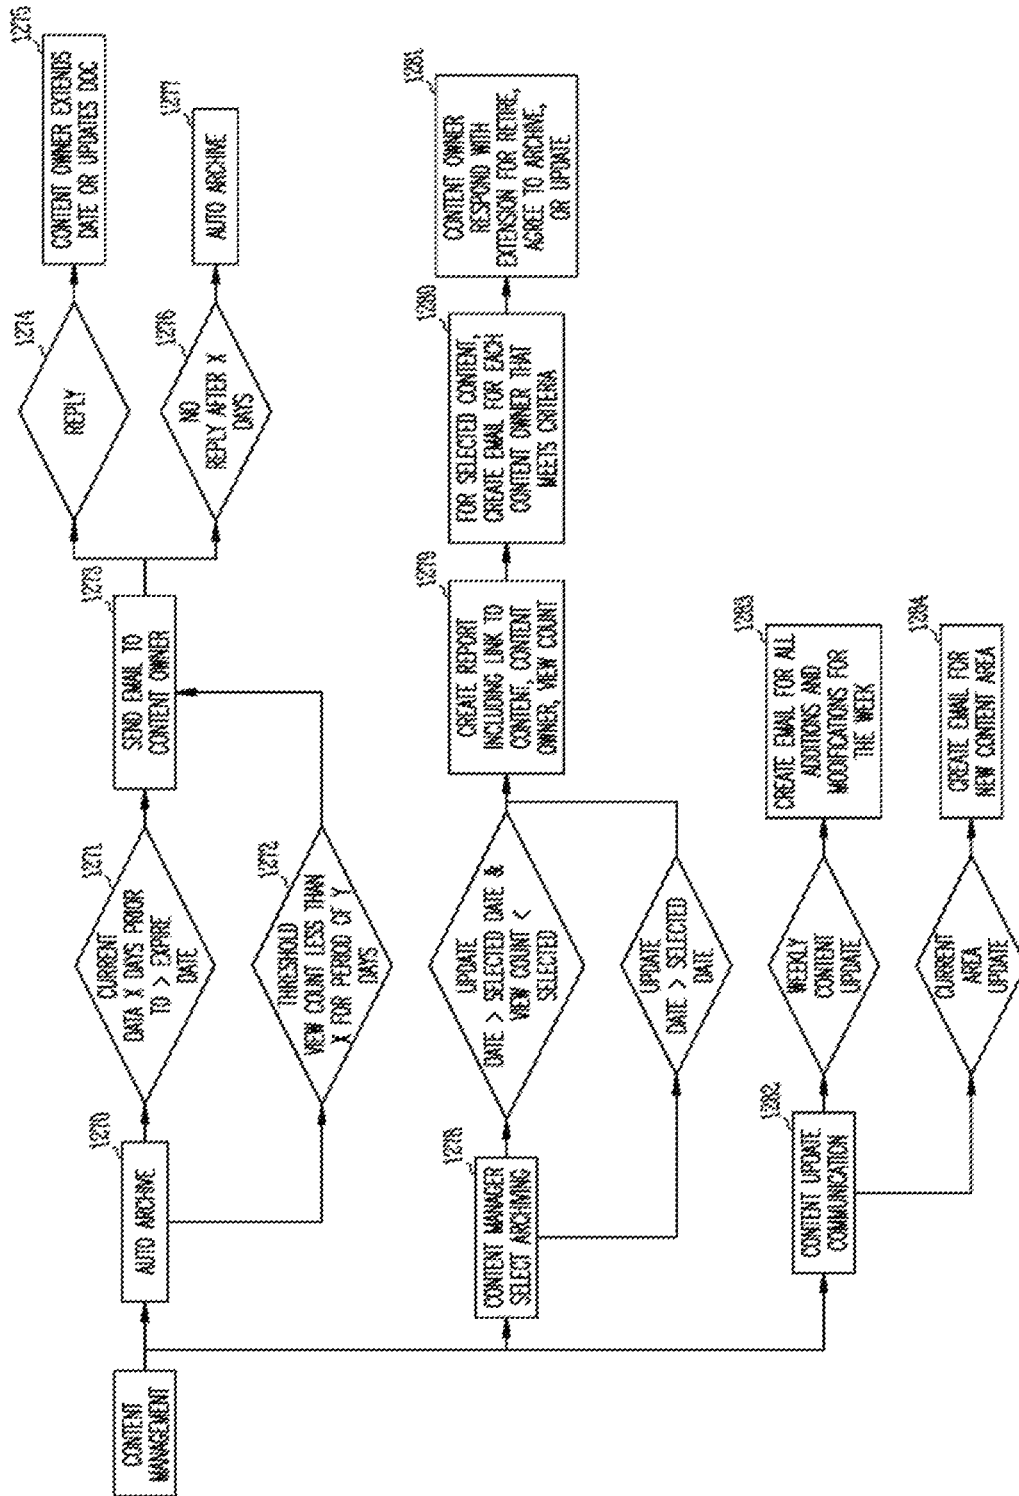 CONTENT
MANAGEMENT
1270
AUTO ARCHIVE
1271
CURRENT
DATA X DAYS PRIOR
TO > EXPIRE
DATE
1272
THRESHOLD
VIEW COUNT LESS THAN
X FOR PERIOD OF Y
DAYS
1273
SEND EMAIL TO
CONTENT OWNER
1274
REPLY
1275
CONTENT OWNER EXTENDS
DATE OR UPDATES DOC
1276
NO
REPLY AFTER X
DAYS
1277
AUTO ARCHIVE
1278
CONTENT MANAGER
SELECT ARCHIVING
UPDATE
DATE > SELECTED DATE &
VIEW COUNT <
SELECTED
UPDATE
DATE > SELECTED
DATE
1279
CREATE REPORT
INCLUDING LINK TO
CONTENT, CONTENT
OWNER, VIEW COUNT
1280
FOR SELECTED CONTENT,
CREATE EMAIL FOR EACH
CONTENT OWNER THAT
MEETS CRITERIA
1281
CONTENT OWNER
RESPOND WITH
EXTENSION FOR RETIRE,
AGREE TO ARCHIVE,
OR UPDATE
1282
CONTENT UPDATE
COMMUNICATION
WEEKLY
CONTENT
UPDATE
1283
CREATE EMAIL FOR ALL
ADDITIONS AND
MODIFICATIONS FOR
THE WEEK
CURRENT
AREA
UPDATE
1284
CREATE EMAIL FOR
NEW CONTENT AREA